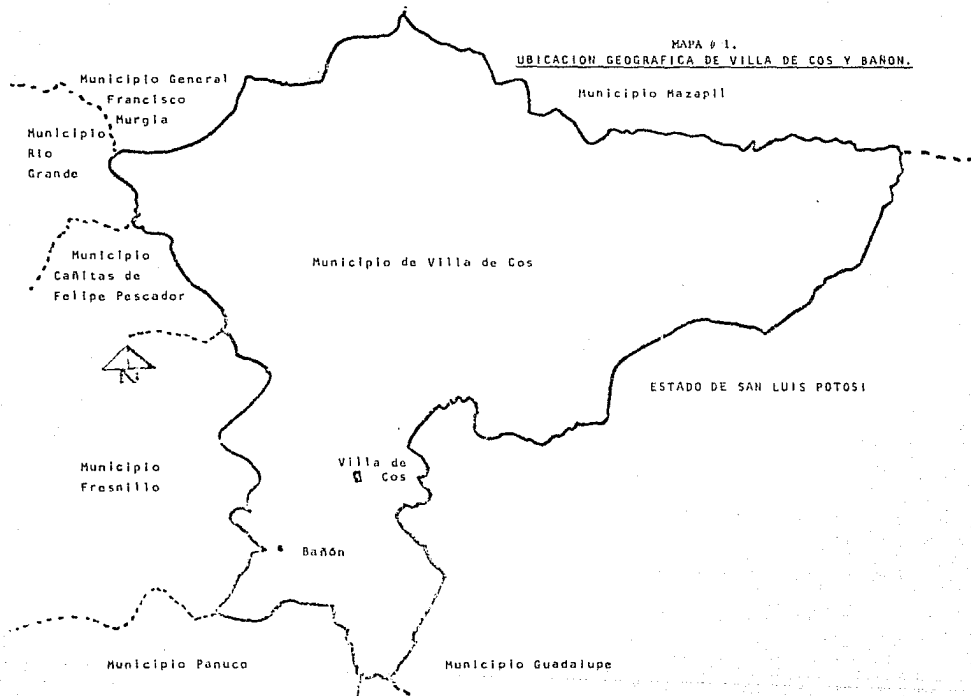 MAPA # 1.
UBICACION GEOGRAFICA DE VILLA DE COS Y BAÑON.
Municipio General
Francisco
Murgia
Municipio Mazapil
Municipio
Rio
Grande
Municipio
Cañitas de
Felipe Pescador
Municipio de Villa de Cos
N
ESTADO DE SAN LUIS POTOSI
Municipio
Fresnillo
Villa de
Cos
Bañón
Municipio Panuco
Municipio Guadalupe